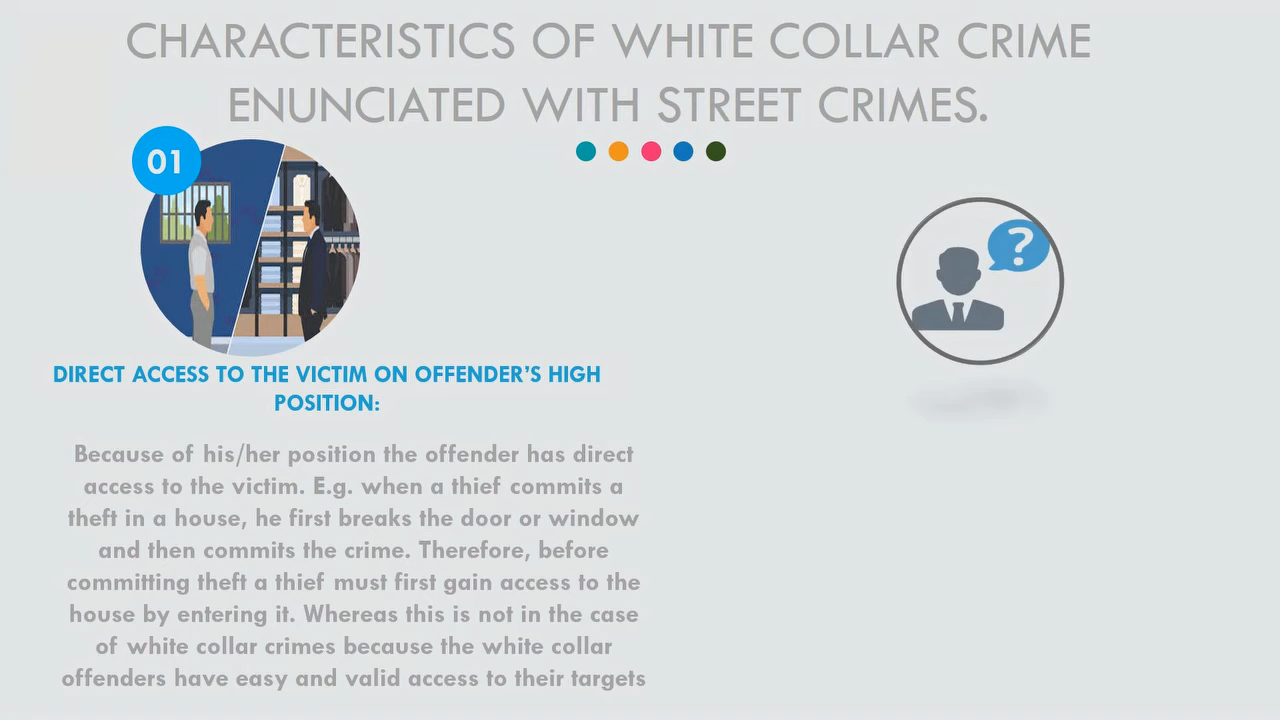 CHARACTERISTICS OF WHITE COLLAR CRIME
ENUNCIATED WITH STREET CRIMES.
01
?
DIRECT ACCESS TO THE VICTIM ON OFFENDER'S HIGH
POSITION:
Because of his/her position the offender has direct
access to the victim. E.g. when a thief commits a
theft in a house, he first breaks the door or window
and then commits the crime. Therefore, before
committing theft a thief must first gain access to the
house by entering it. Whereas this is not in the case
of white collar crimes because the white collar
offenders have easy and valid access to their targets